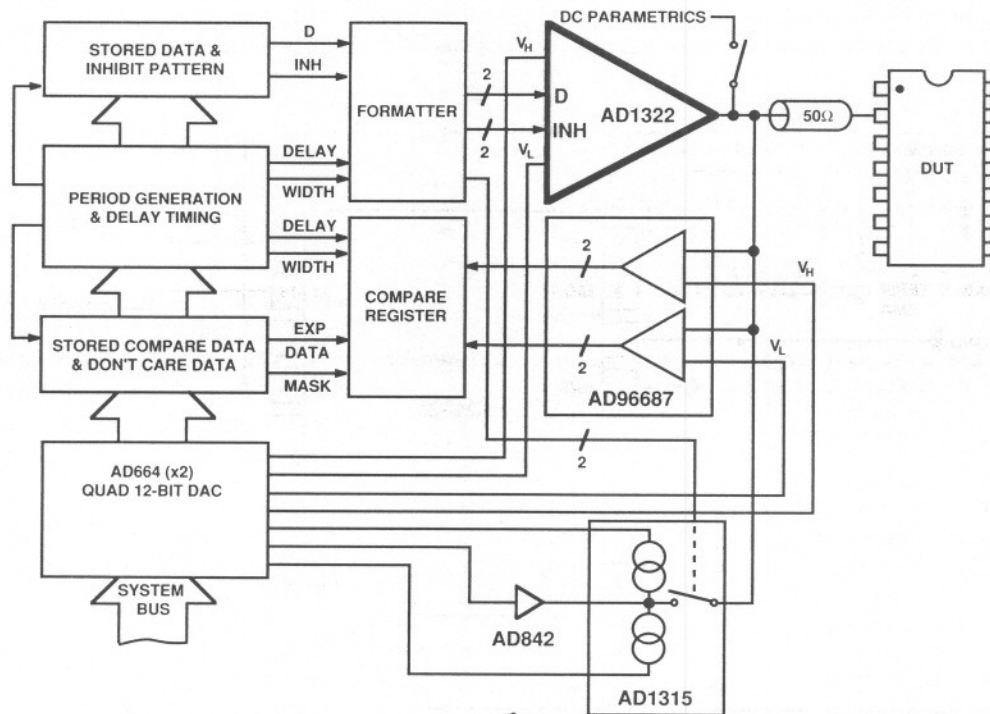 DC PARAMETRICS
STORED DATA &
INHIBIT PATTERN
D
INH
FORMATTER
2
2
VH
D
AD1322
INH
VL
50Ω
DUT
PERIOD GENERATION
& DELAY TIMING
DELAY
WIDTH
DELAY
WIDTH
COMPARE
REGISTER
2
2
VH
VL
AD96687
STORED COMPARE DATA
& DON'T CARE DATA
EXP
DATA
MASK
2
AD664 (x2)
QUAD 12-BIT DAC
SYSTEM
BUS
AD842
AD1315